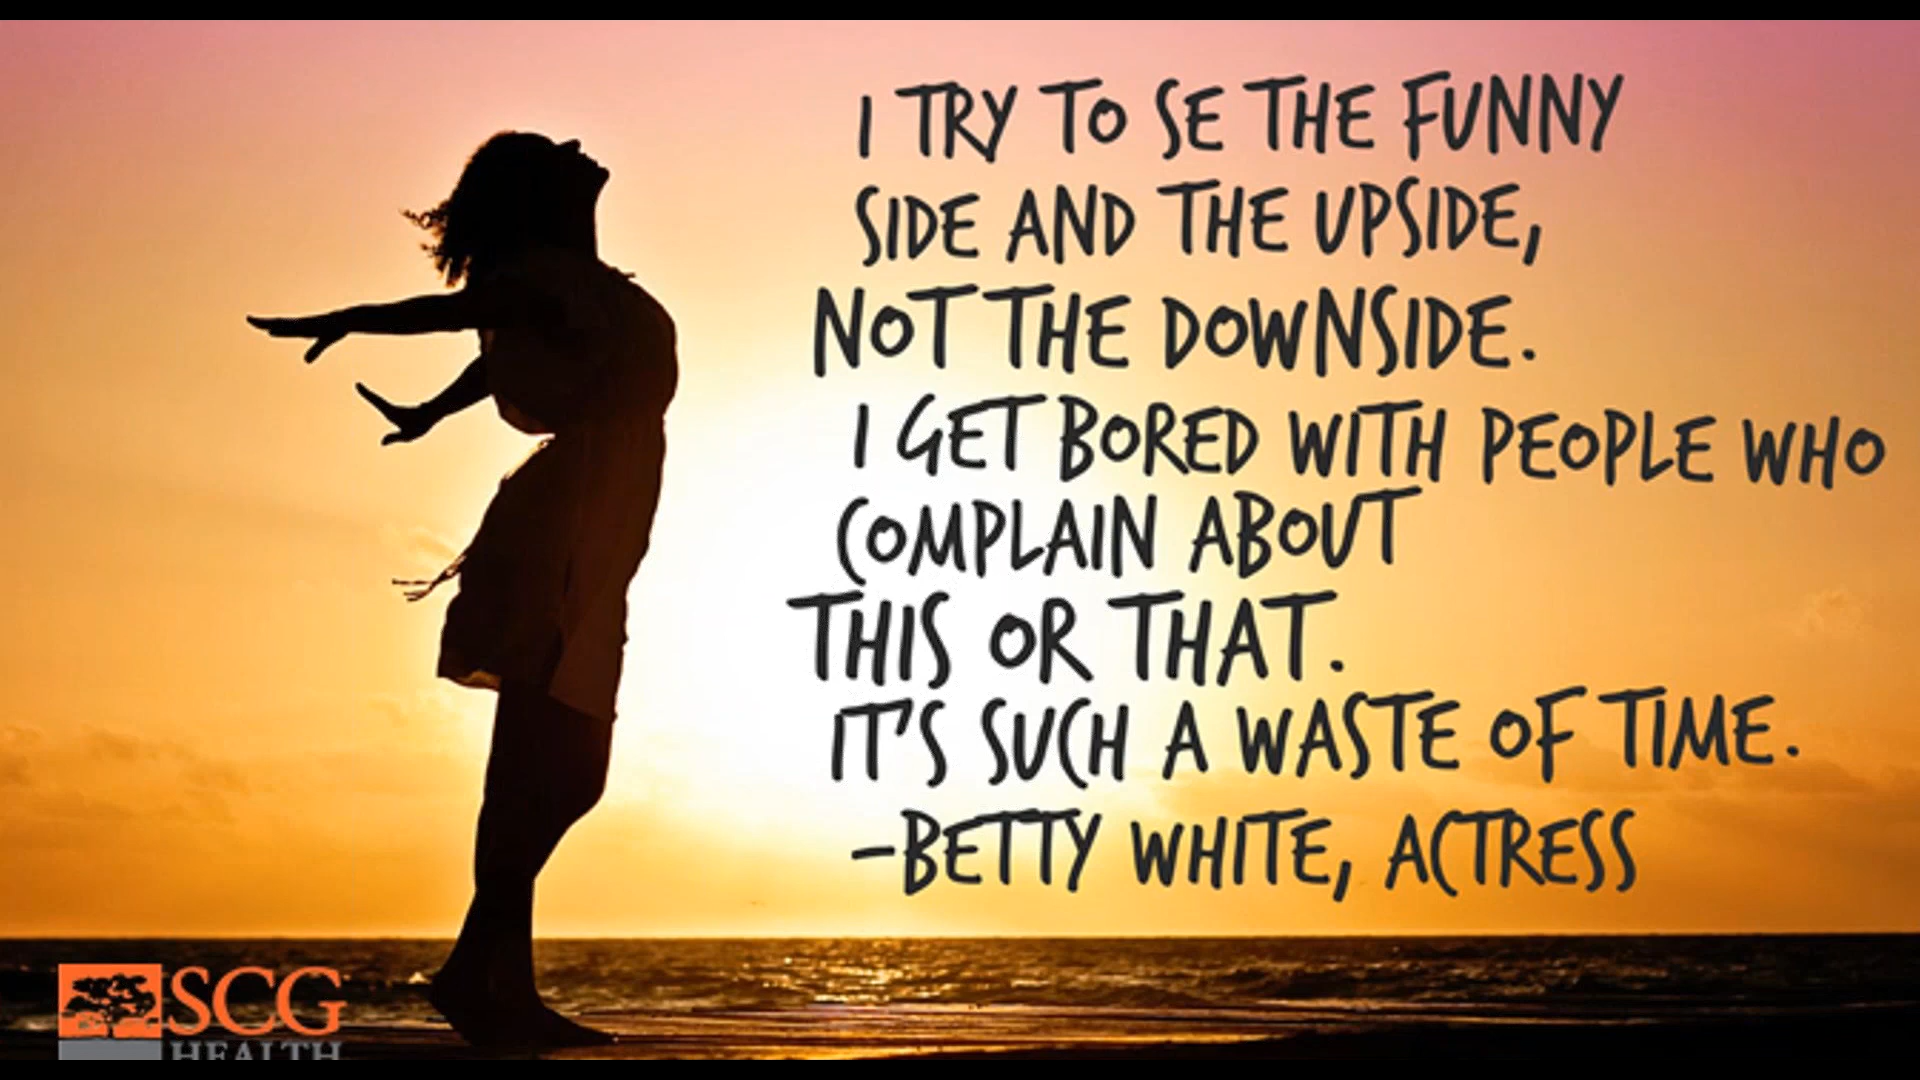 I TRY TO SE THE FUNNY
SIDE AND THE UPSIDE,
NOT THE DOWNSIDE.
I GET BORED WITH PEOPLE WHO
COMPLAIN ABOUT
THIS OR THAT.
IT'S SUCH A WASTE OF TIME.
-BETTY WHITE, ACTRESS
SCG
HEALTH